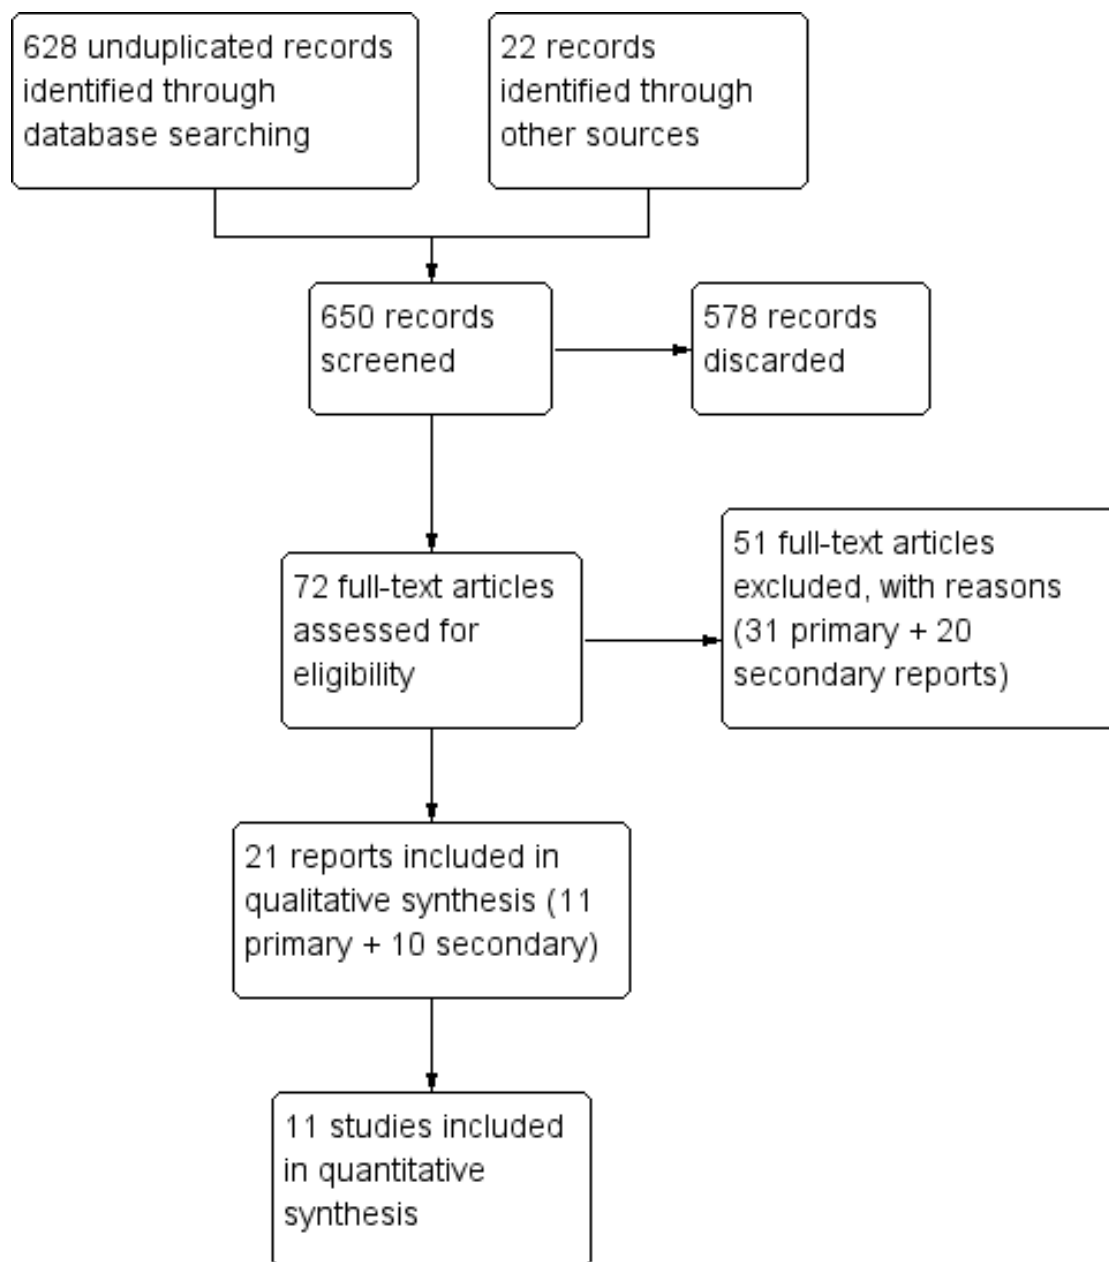 628 unduplicated records
identified through
database searching
22 records
identified through
other sources
650 records
screened
578 records
discarded
72 full-text articles
assessed for
eligibility
51 full-text articles
excluded, with reasons
(31 primary + 20
secondary reports)
21 reports included in
qualitative synthesis (11
primary + 10 secondary)
11 studies included
in quantitative
synthesis